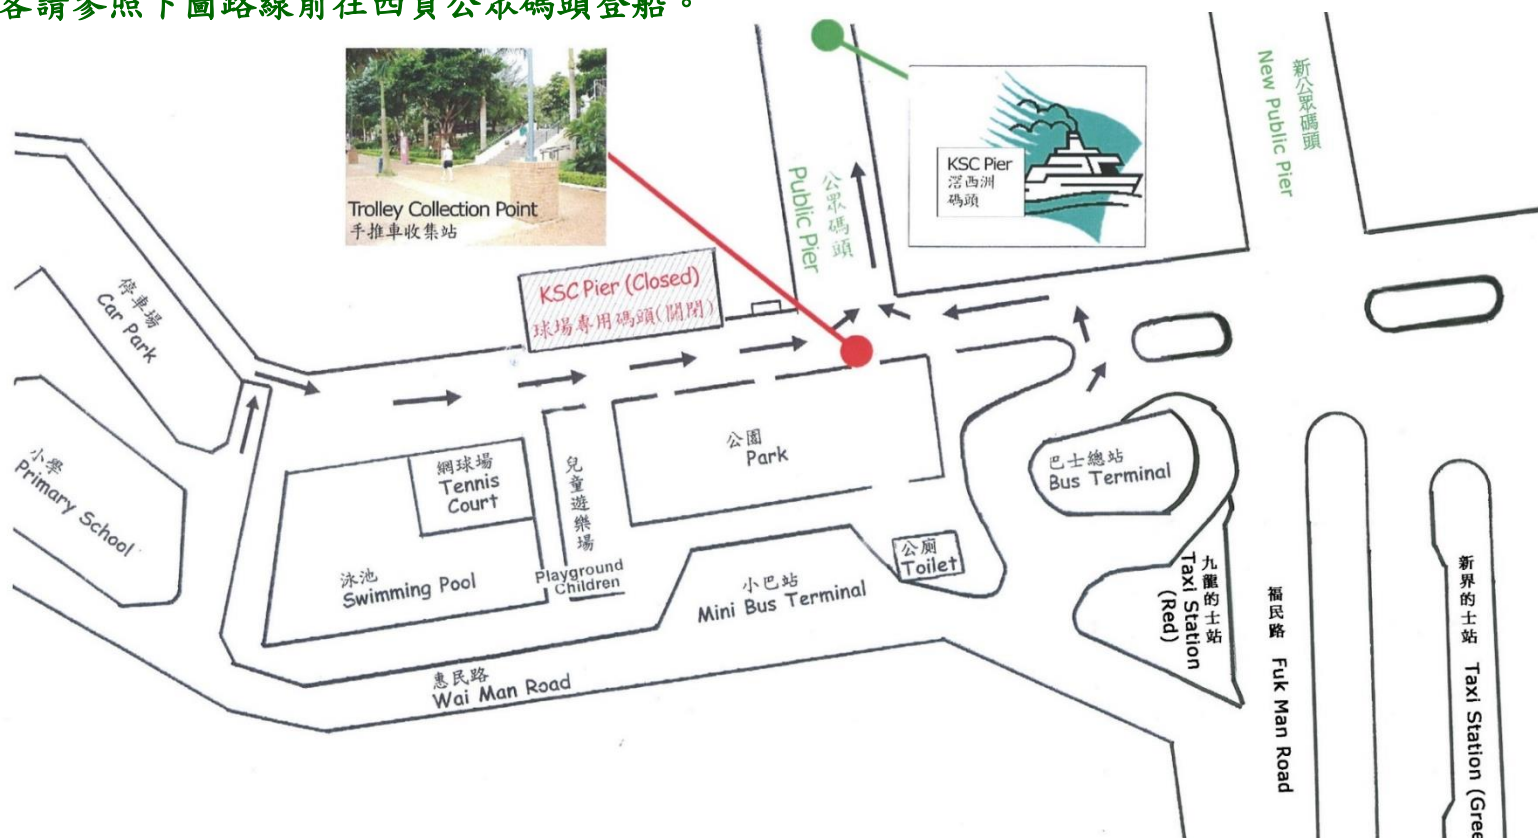 客請參照下圖路線前往西貢公眾碼頭登船。
Trolley Collection Point
手推車收集站
KSC Pier
滘西洲
碼頭
新公眾碼頭
New Public Pier
公眾碼頭
Public Pier
KSC Pier (Closed)
球場專用碼頭(關閉)
停車場
Car Park
小學
Primary School
網球場
Tennis
Court
兒童遊樂場
Playground
Children
公園
Park
巴士總站
Bus Terminal
泳池
Swimming Pool
小巴站
Mini Bus Terminal
公廁
Toilet
九龍的士站
Taxi Station
(Red)
惠民路
Wai Man Road
福民路 Fuk Man Road
新界的士站 Taxi Station (Gree